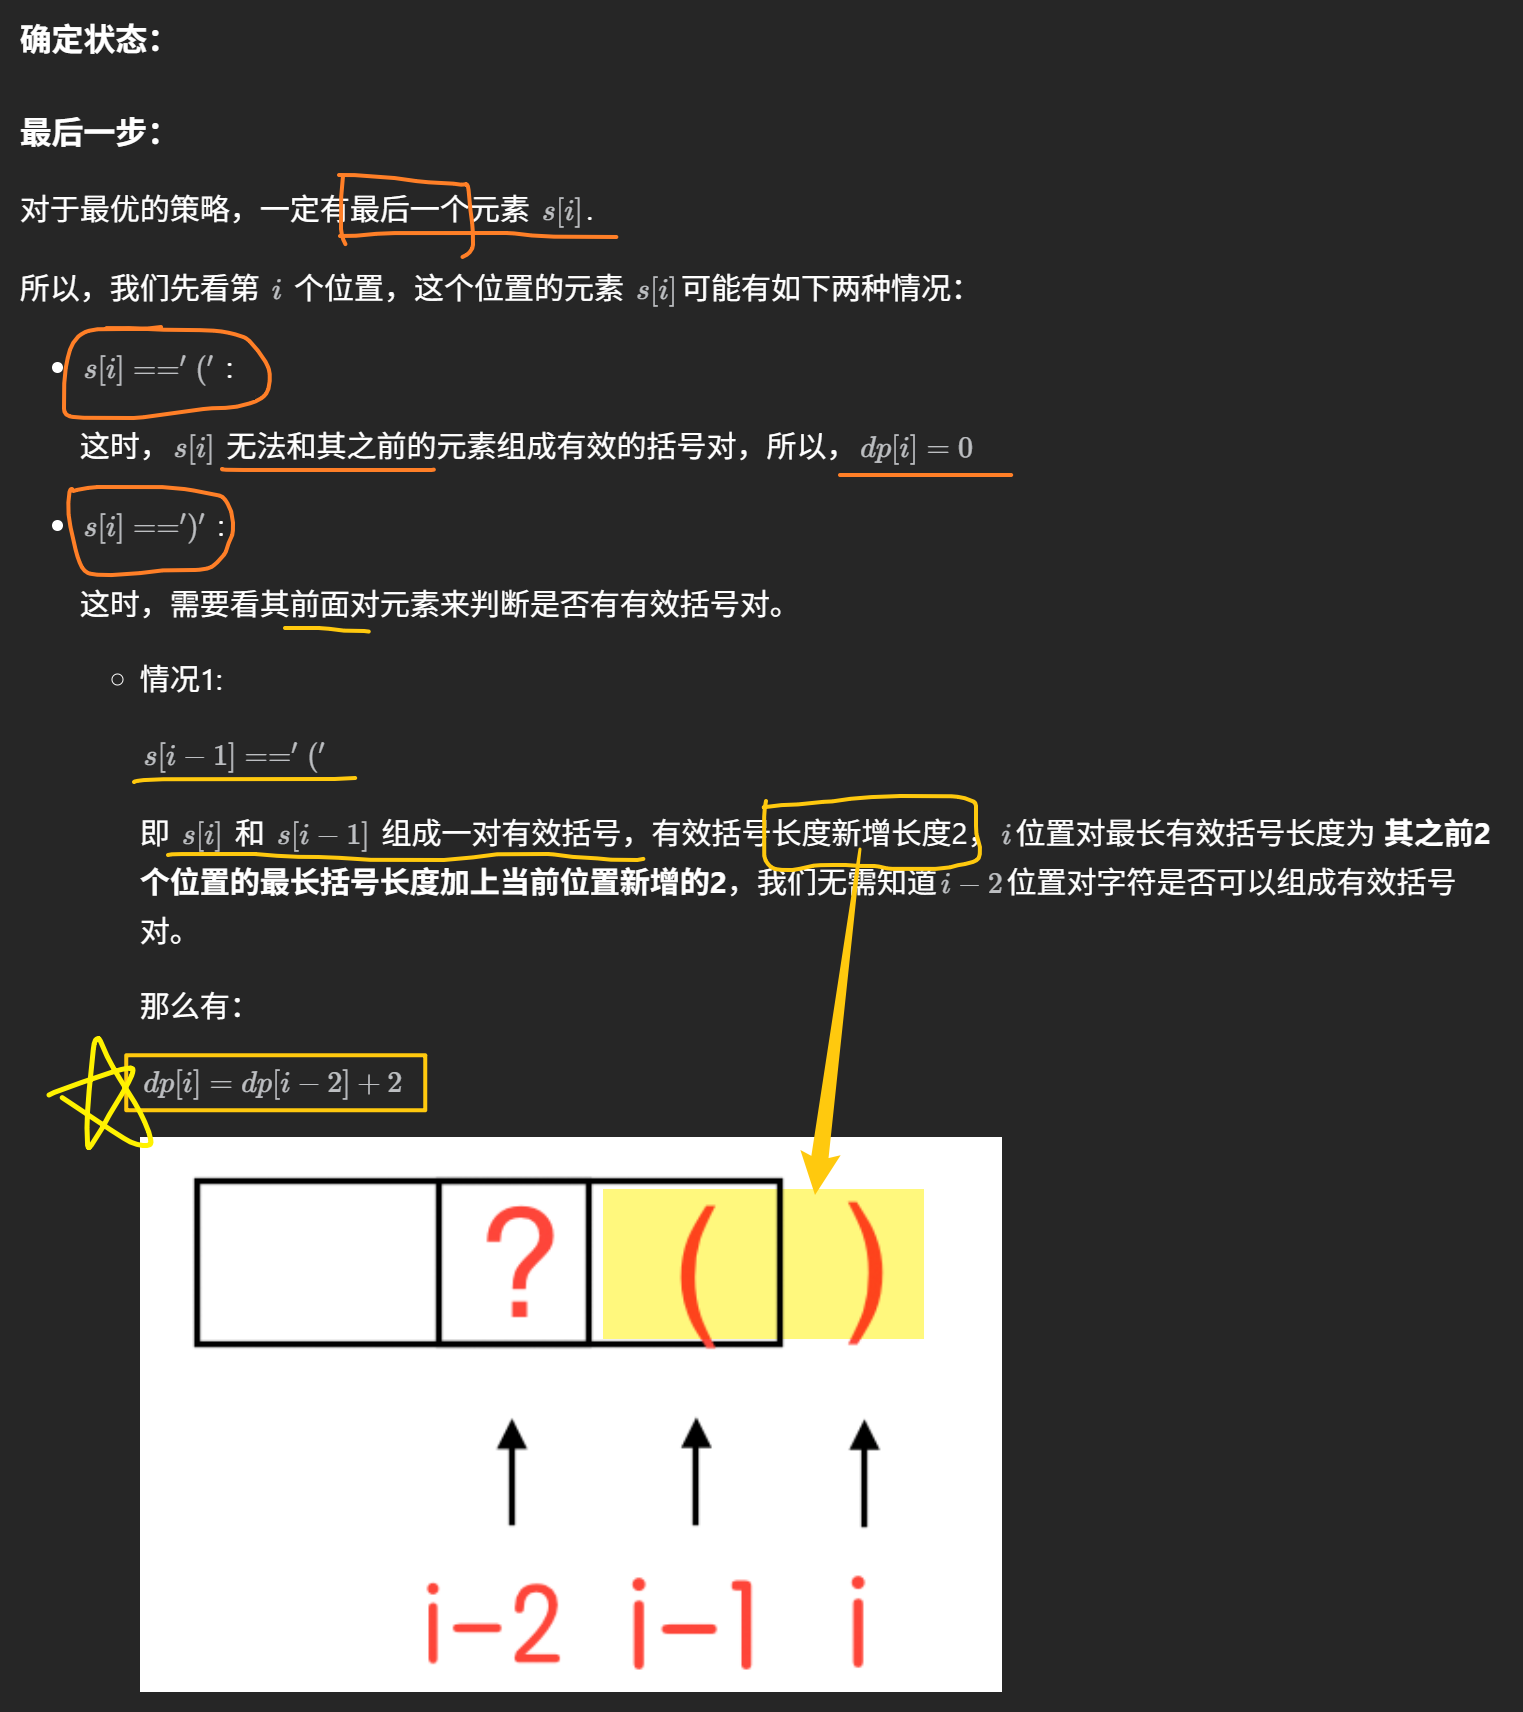 确定状态：
最后一步：
对于最优的策略，一定有最后一个元素 s[i].
所以，我们先看第 i 个位置，这个位置的元素 s[i]可能有如下两种情况：
s[i] ==′ (′ :
这时，s[i] 无法和其之前的元素组成有效的括号对，所以，dp[i] = 0
s[i] ==′)′ :
这时，需要看其前面对元素来判断是否有有效括号对。
情况1:
s[i − 1] ==′ (′
即 s[i] 和 s[i − 1] 组成一对有效括号，有效括号长度新增长度2，i位置对最长有效括号长度为 其之前2
个位置的最长括号长度加上当前位置新增的2，我们无需知道i − 2位置对字符是否可以组成有效括号
对。
那么有：
dp[i] = dp[i − 2] + 2
? ( )
i-2 i-1 i